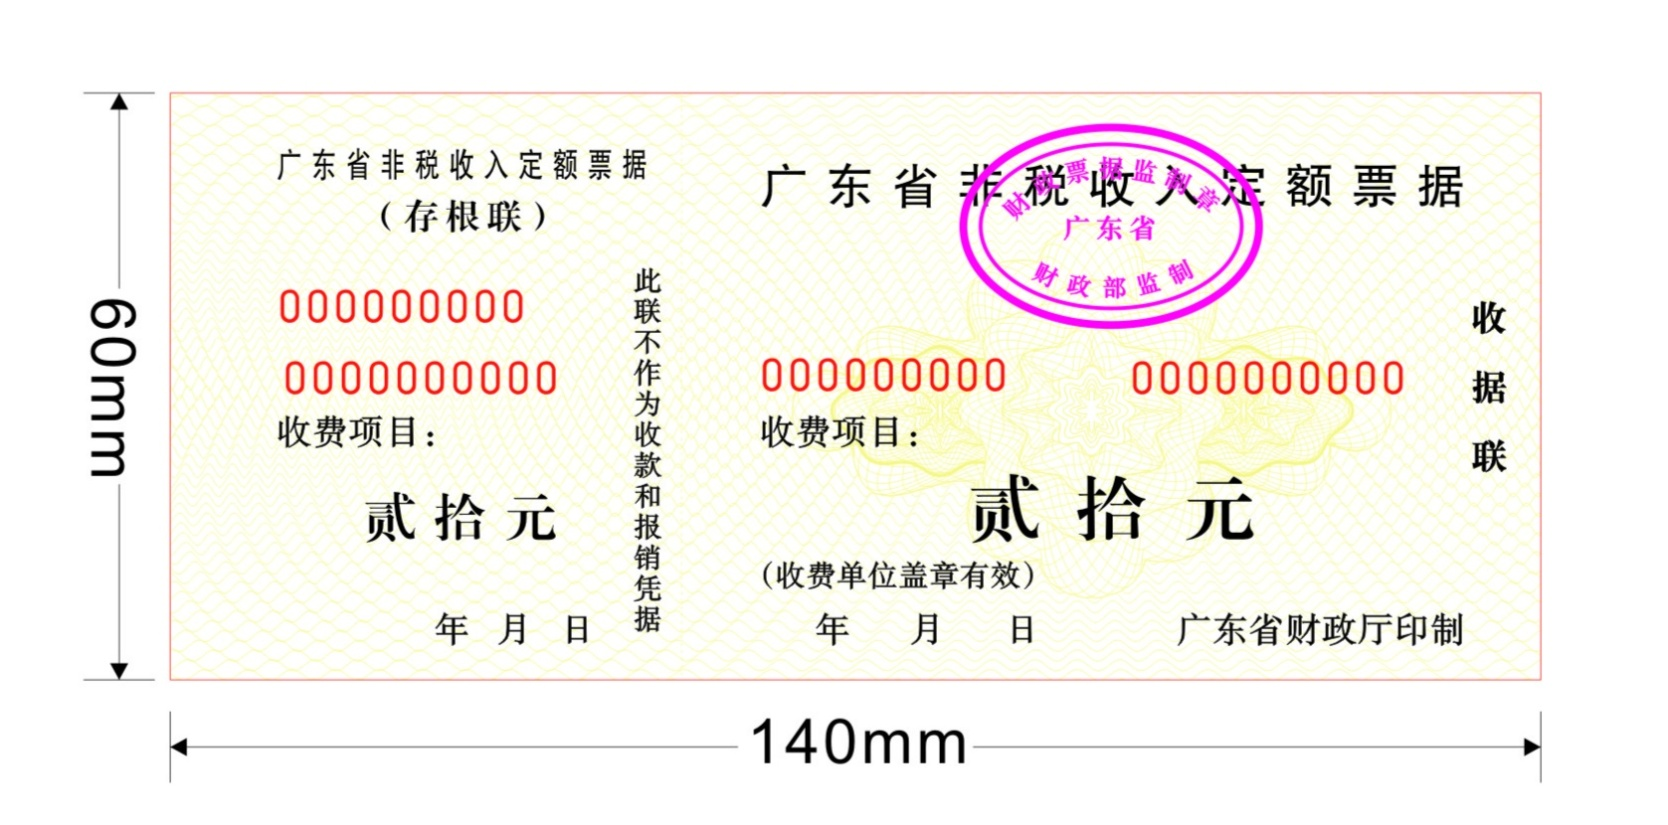 广东省非税收入定额票据
（存根联）
000000000
0000000000
收费项目：
贰拾元
年 月 日
此联不作为收款和报销凭据
广东省非税收入定额票据
财政票据监制章
广东省
财政部监制
000000000 0000000000
收费项目：
贰拾元
（收费单位盖章有效）
年 月 日 广东省财政厅印制
收据联
60mm
140mm